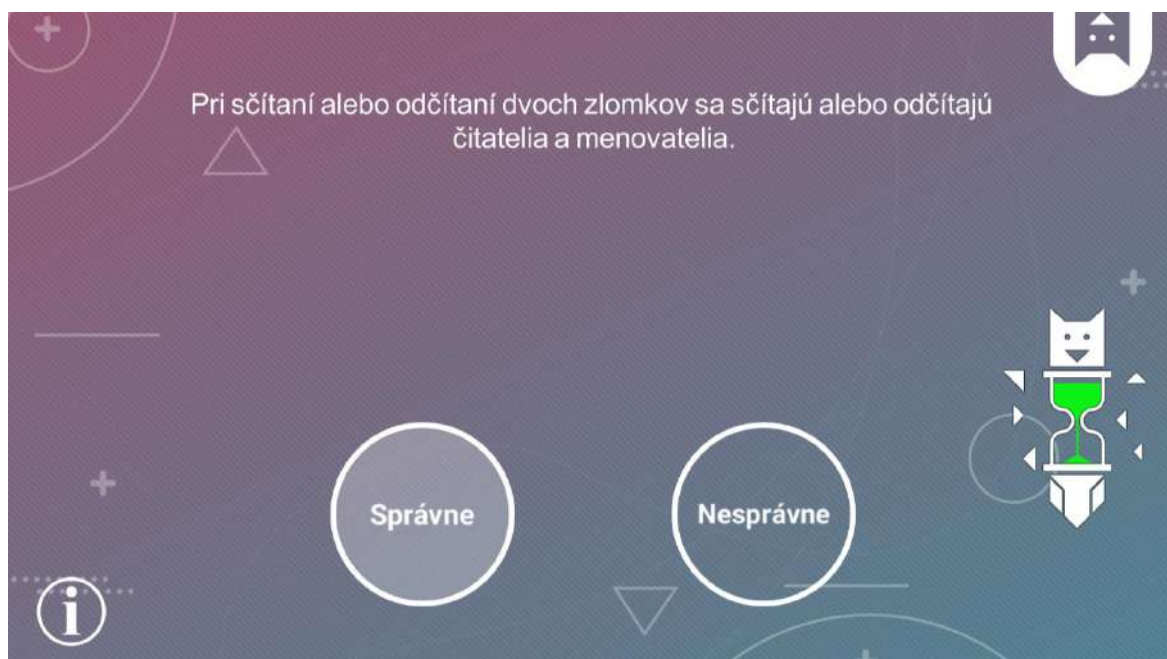 Pri sčítaní alebo odčítaní dvoch zlomkov sa sčítajú alebo odčítajú
čitatelia a menovatelia.
Správne
Nesprávne
i